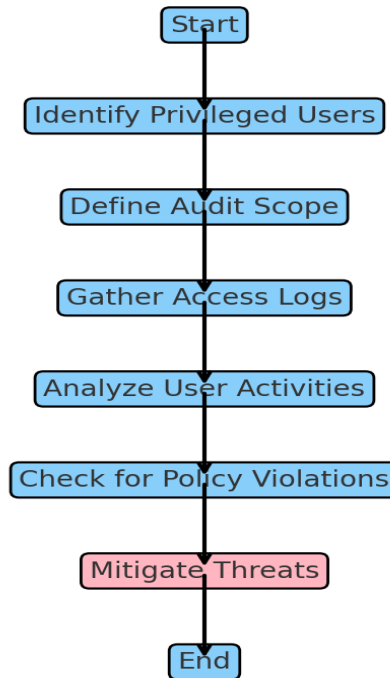 Start
Identify Privileged Users
Define Audit Scope
Gather Access Logs
Analyze User Activities
Check for Policy Violations
Mitigate Threats
End